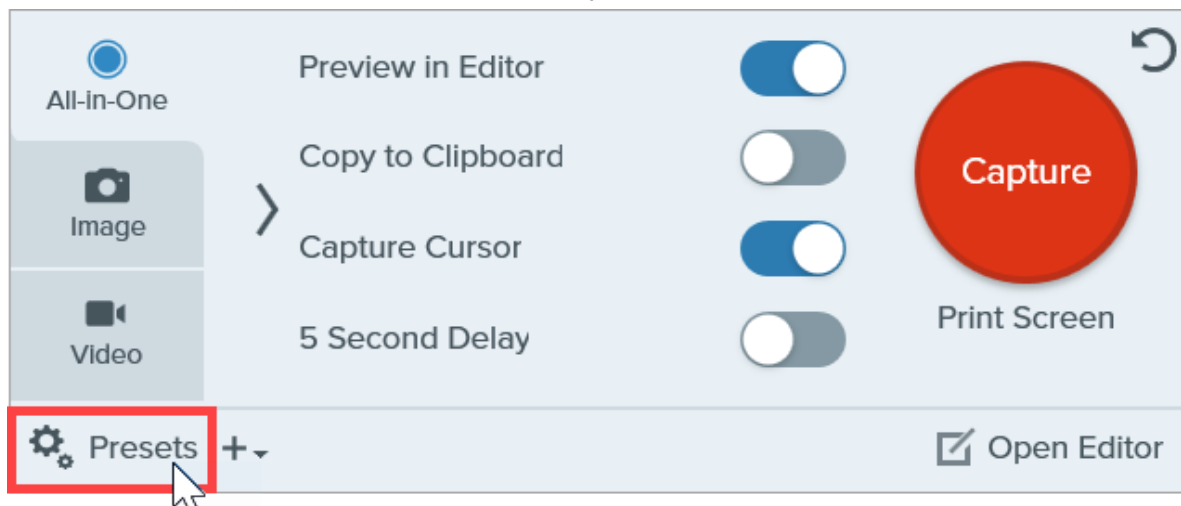 All-in-One
Image
Video
Preview in Editor
Copy to Clipboard
Capture Cursor
5 Second Delay
Capture
Print Screen
Presets
Open Editor